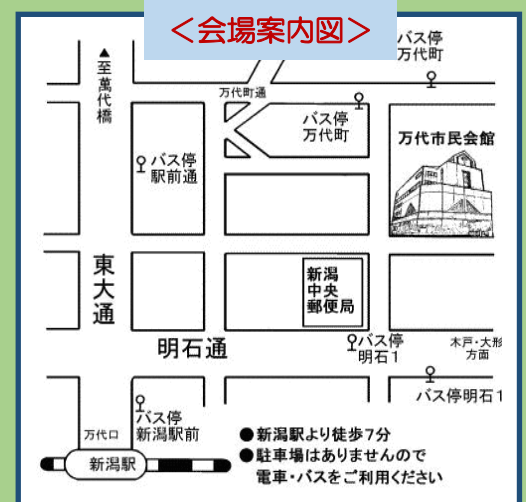 ＜会場案内図＞
▲至萬代橋
万代町通
バス停
万代町
バス停
万代町
万代市民会館
バス停
駅前通
東大通
新潟
中央
郵便局
明石通
バス停
明石1
木戸・大形
方面
バス停明石1
バス停
新潟駅前
万代口
新潟駅
●新潟駅より徒歩7分
●駐車場はありませんので
電車・バスをご利用ください